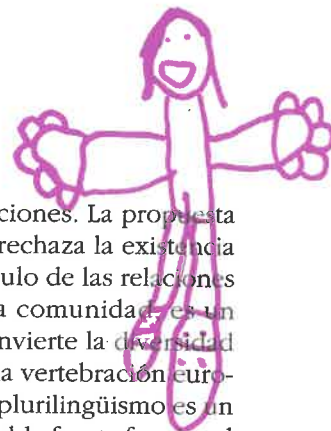 ciones. La propuesta
rechaza la existencia
ulo de las relaciones
a comunidad, es un
nvierte la diversidad
a vertebración euro-
plurilingüismo es un